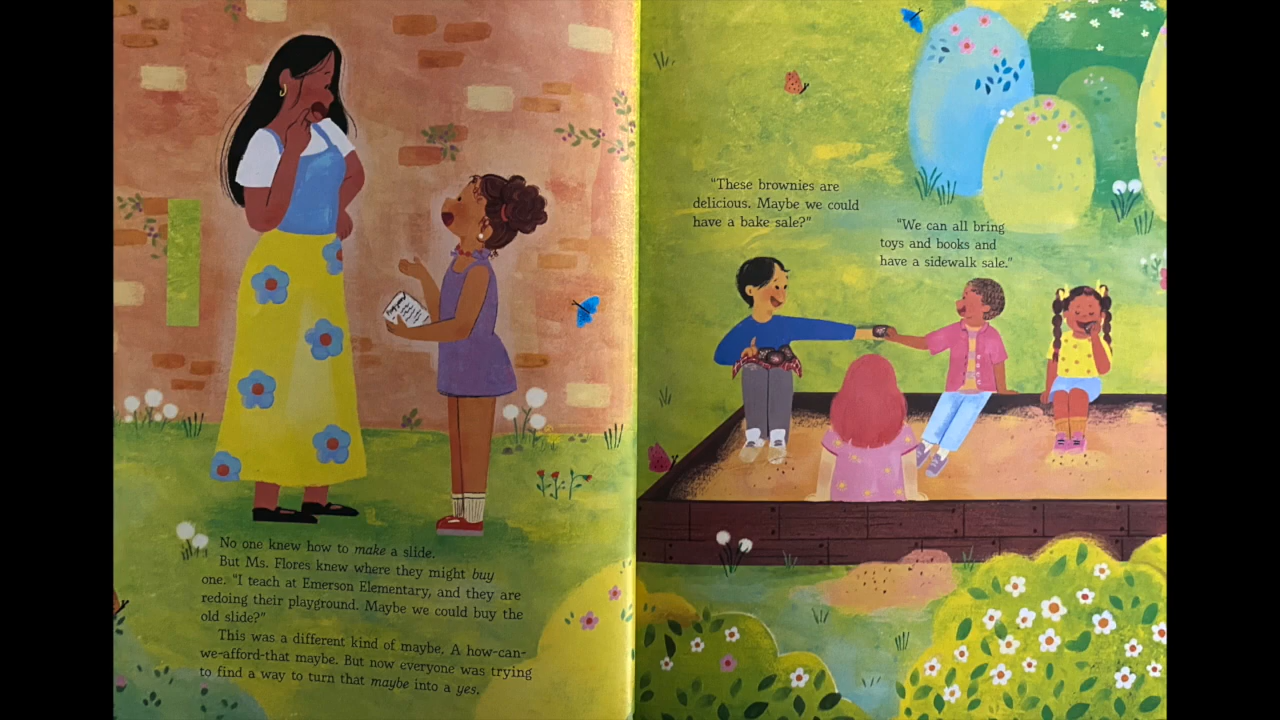 No one knew how to make a slide.
But Ms. Flores knew where they might buy
one. "I teach at Emerson Elementary, and they are
redoing their playground. Maybe we could buy the
old slide?"
This was a different kind of maybe. A how-can-
we-afford-that maybe. But now everyone was trying
to find a way to turn that maybe into a yes.
"These brownies are
delicious. Maybe we could
have a bake sale?"
"We can all bring
toys and books and
have a sidewalk sale."